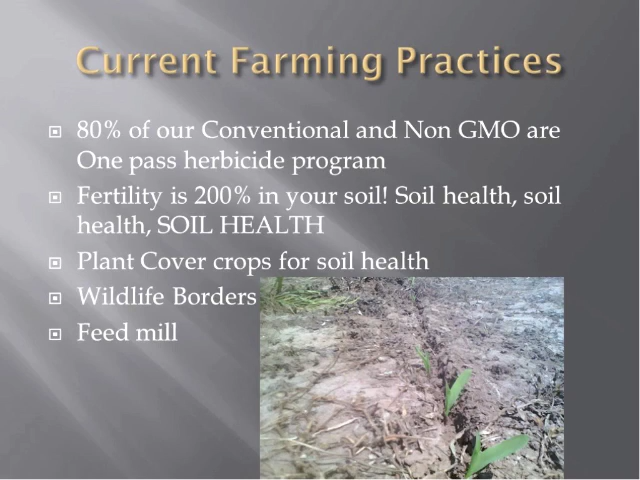 Current Farming Practices
80% of our Conventional and Non GMO are
One pass herbicide program
Fertility is 200% in your soil! Soil health, soil
health, SOIL HEALTH
Plant Cover crops for soil health
Wildlife Borders
Feed mill